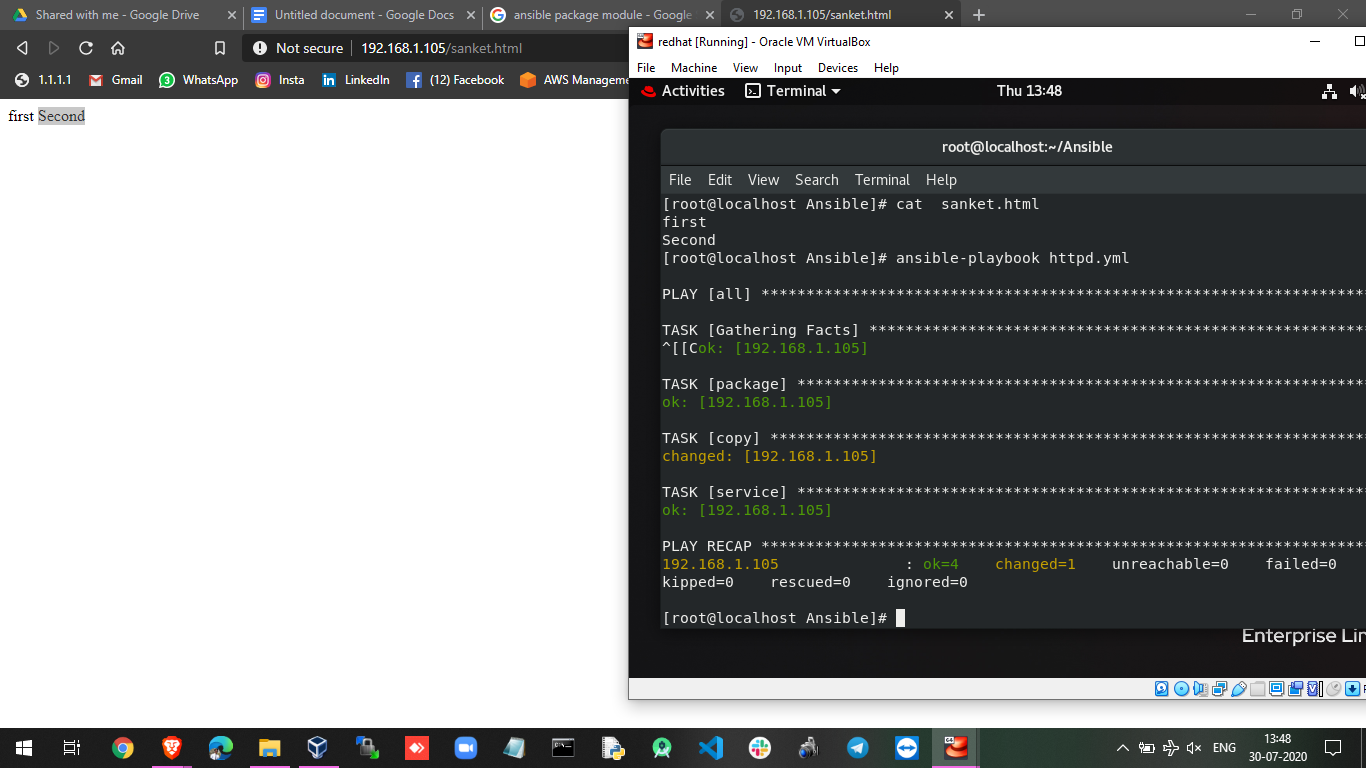 Shared with me - Google Drive
Untitled document - Google Docs
ansible package module - Google
192.168.1.105/sanket.html
Not secure
192.168.1.105/sanket.html
1.1.1.1
Gmail
WhatsApp
Insta
LinkedIn
(12) Facebook
AWS Manageme
first Second
redhat [Running] - Oracle VM VirtualBox
File Machine View Input Devices Help
Activities
Terminal
Thu 13:48
root@localhost:~/Ansible
File Edit View Search Terminal Help
[root@localhost Ansible]# cat  sanket.html
first
Second
[root@localhost Ansible]# ansible-playbook httpd.yml
PLAY [all] *******************************************************************
TASK [Gathering Facts] *******************************************************
^[[Cok: [192.168.1.105]
TASK [package] ***************************************************************
ok: [192.168.1.105]
TASK [copy] ******************************************************************
changed: [192.168.1.105]
TASK [service] ***************************************************************
ok: [192.168.1.105]
PLAY RECAP *******************************************************************
192.168.1.105              : ok=4    changed=1    unreachable=0    failed=0
kipped=0    rescued=0    ignored=0
[root@localhost Ansible]#
Enterprise Lin
ENG
13:48
30-07-2020